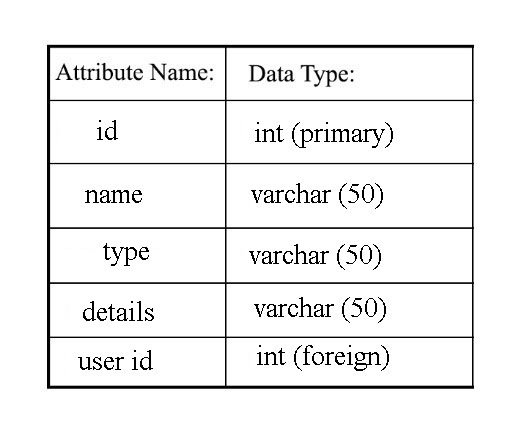 Attribute Name: Data Type:
id int (primary)
name varchar (50)
type varchar (50)
details varchar (50)
user id int (foreign)